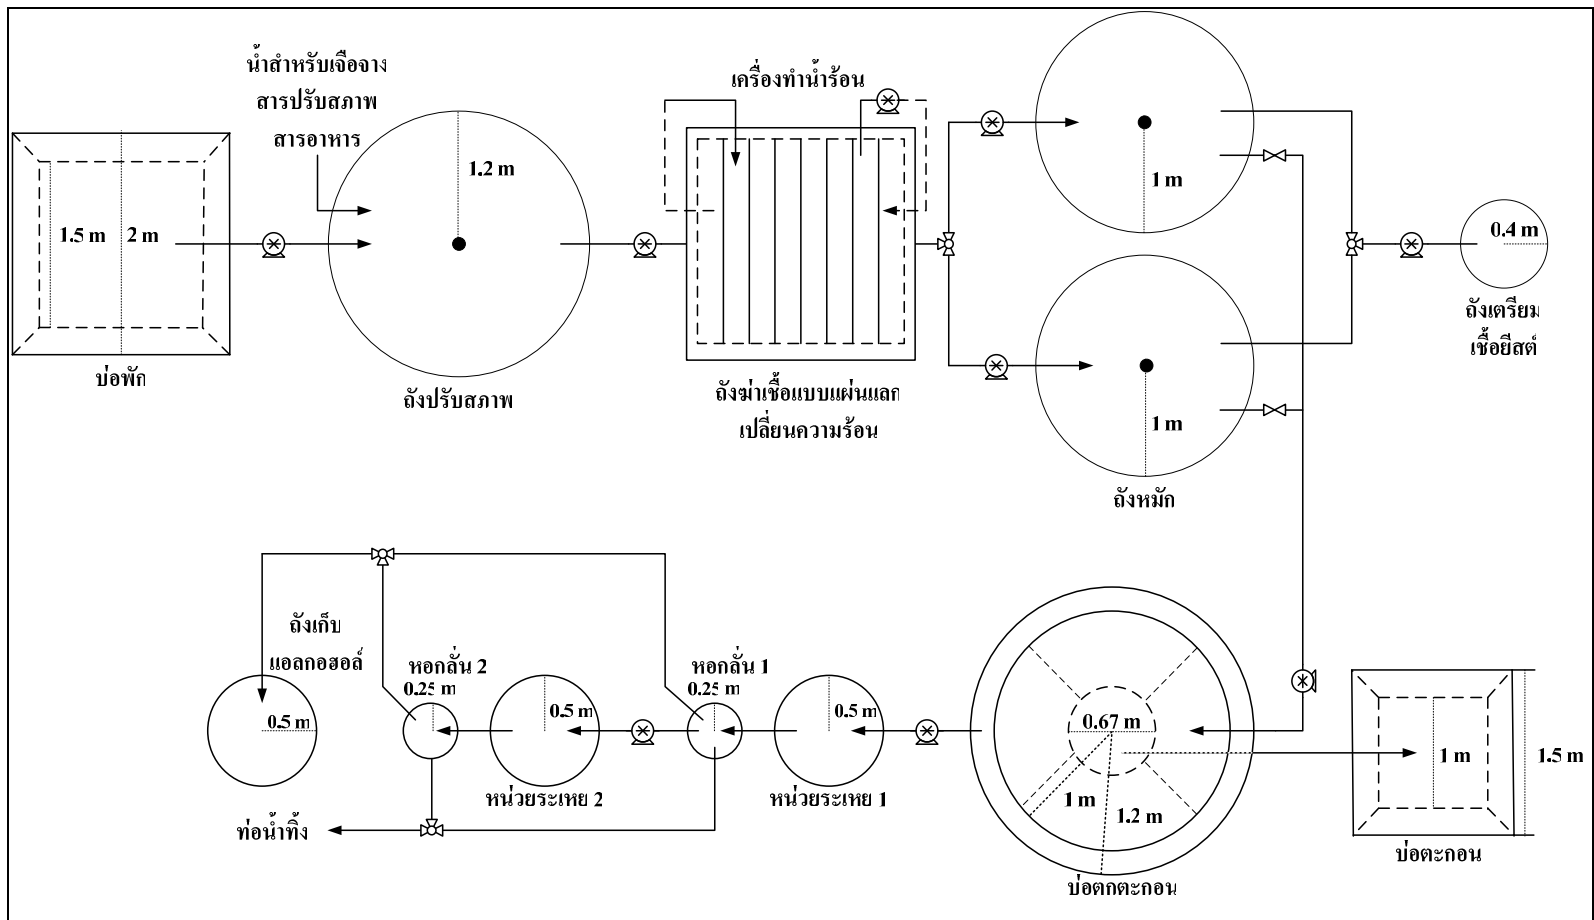 น้ำสำหรับเจือจาง
สารปรับสภาพ
สารอาหาร
เครื่องทำน้ำร้อน
1.2 m
1 m
1.5 m
2 m
0.4 m
บ่อพัก
ถังปรับสภาพ
ถังฆ่าเชื้อแบบแผ่นแลก
เปลี่ยนความร้อน
1 m
ถังหมัก
ถังเตรียม
เชื้อยีสต์
ถังเก็บ
แอลกอฮอล์
หอกลั่น 2
0.25 m
หอกลั่น 1
0.25 m
0.5 m
0.5 m
0.5 m
0.67 m
1 m
1.2 m
1 m
1.5 m
หน่วยระเหย 2
หน่วยระเหย 1
ท่อน้ำทิ้ง
บ่อตกตะกอน
บ่อตะกอน